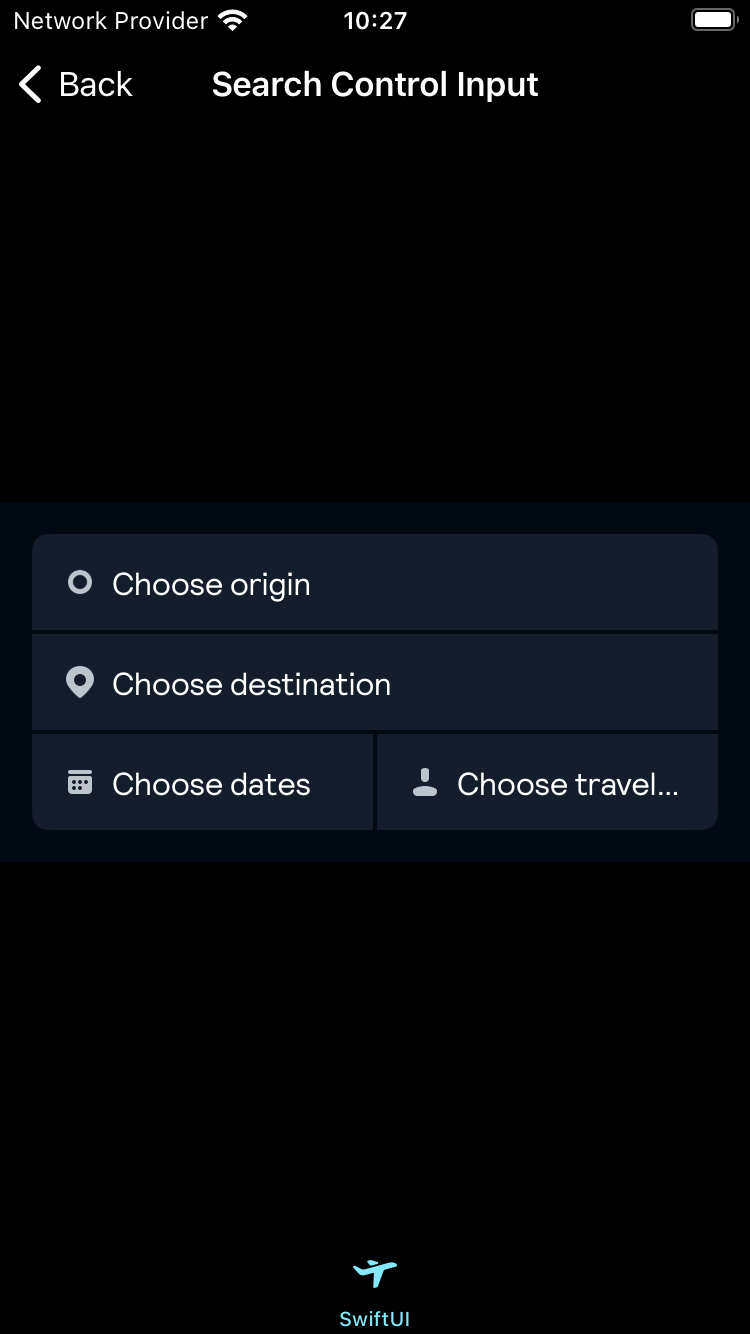 Network Provider 10:27
Back Search Control Input
Choose origin
Choose destination
Choose dates Choose travel...
SwiftUI